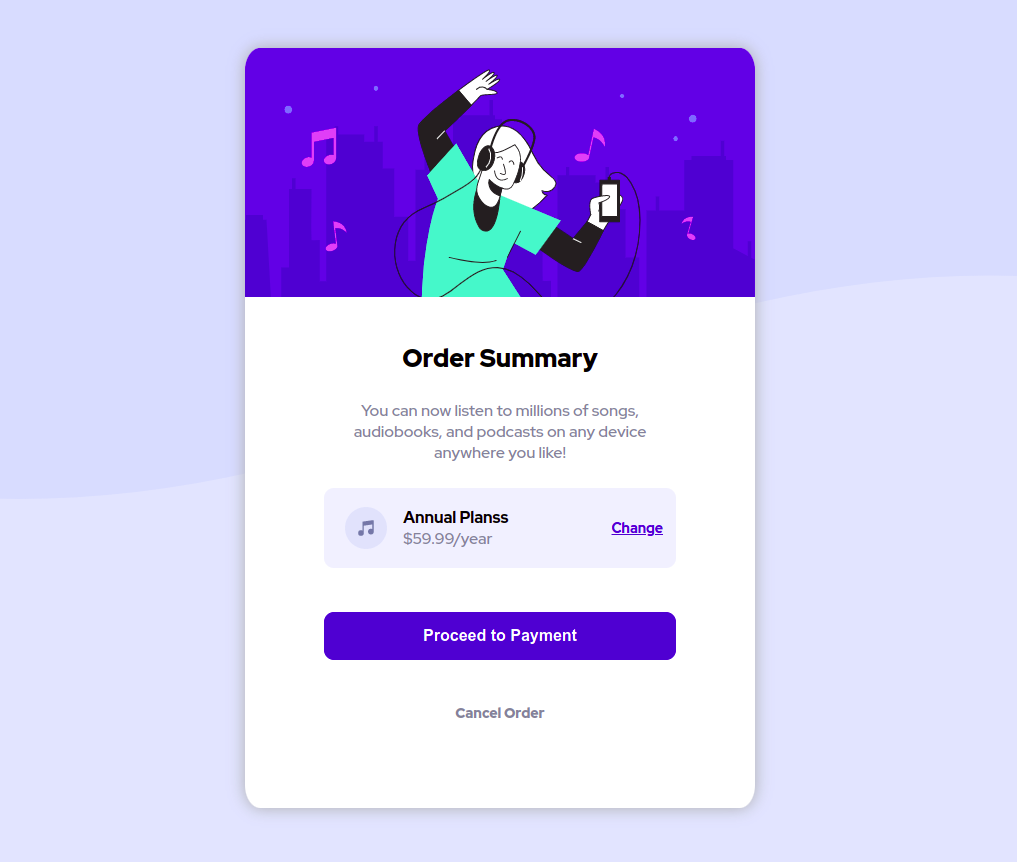 Order Summary
You can now listen to millions of songs,
audiobooks, and podcasts on any device
anywhere you like!
Annual Planss
$59.99/year
Change
Proceed to Payment
Cancel Order